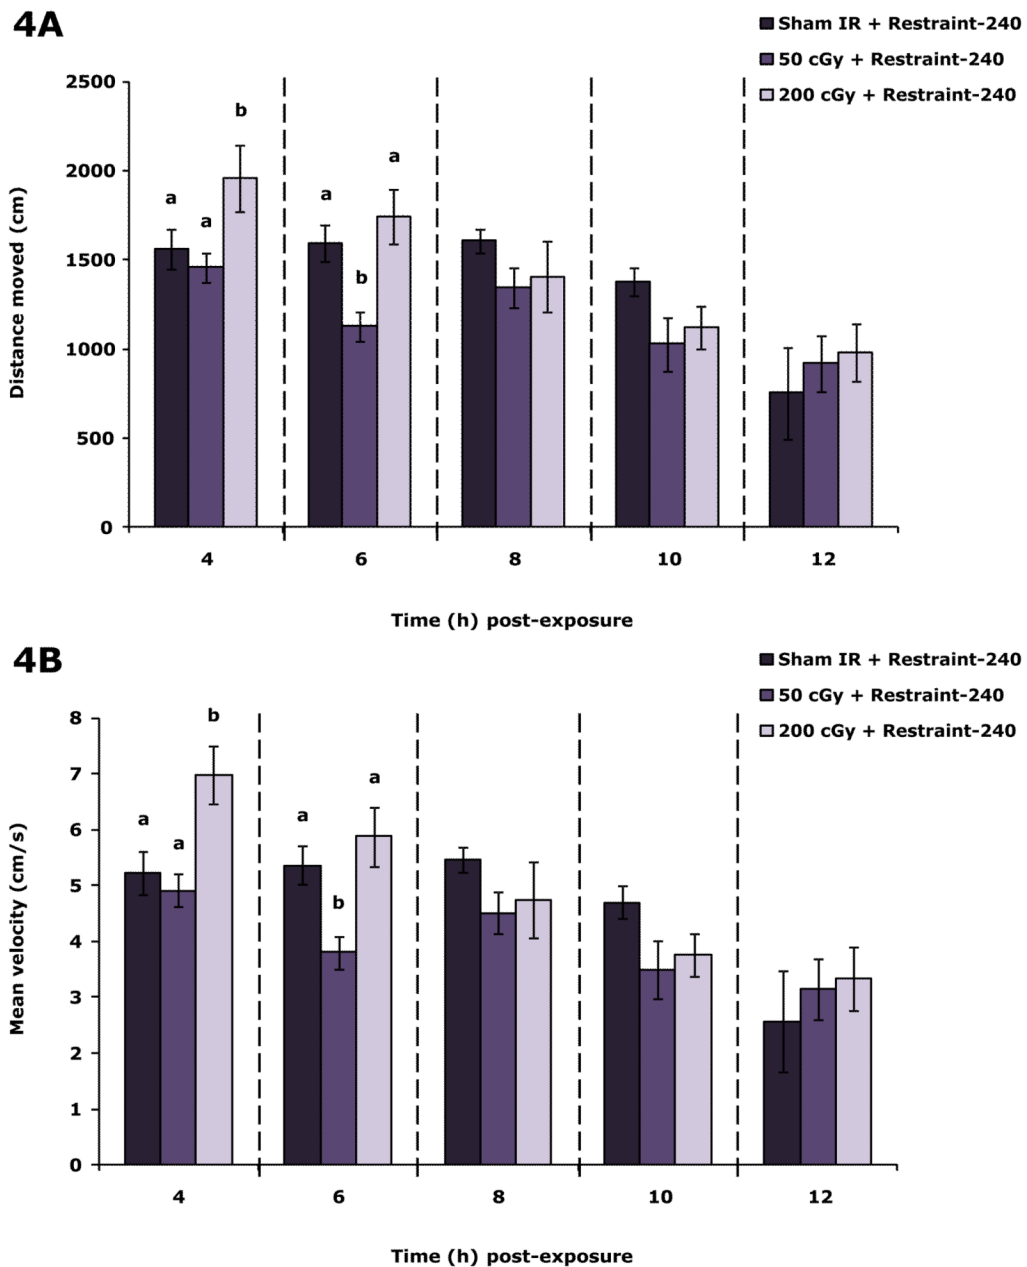 4A
Sham IR + Restraint-240
50 cGy + Restraint-240
200 cGy + Restraint-240
Distance moved (cm)
2500
2000
1500
1000
500
0
a
a
b
a
b
a
4
6
8
10
12
Time (h) post-exposure
4B
Sham IR + Restraint-240
50 cGy + Restraint-240
200 cGy + Restraint-240
Mean velocity (cm/s)
8
7
6
5
4
3
2
1
0
a
a
b
a
b
a
4
6
8
10
12
Time (h) post-exposure